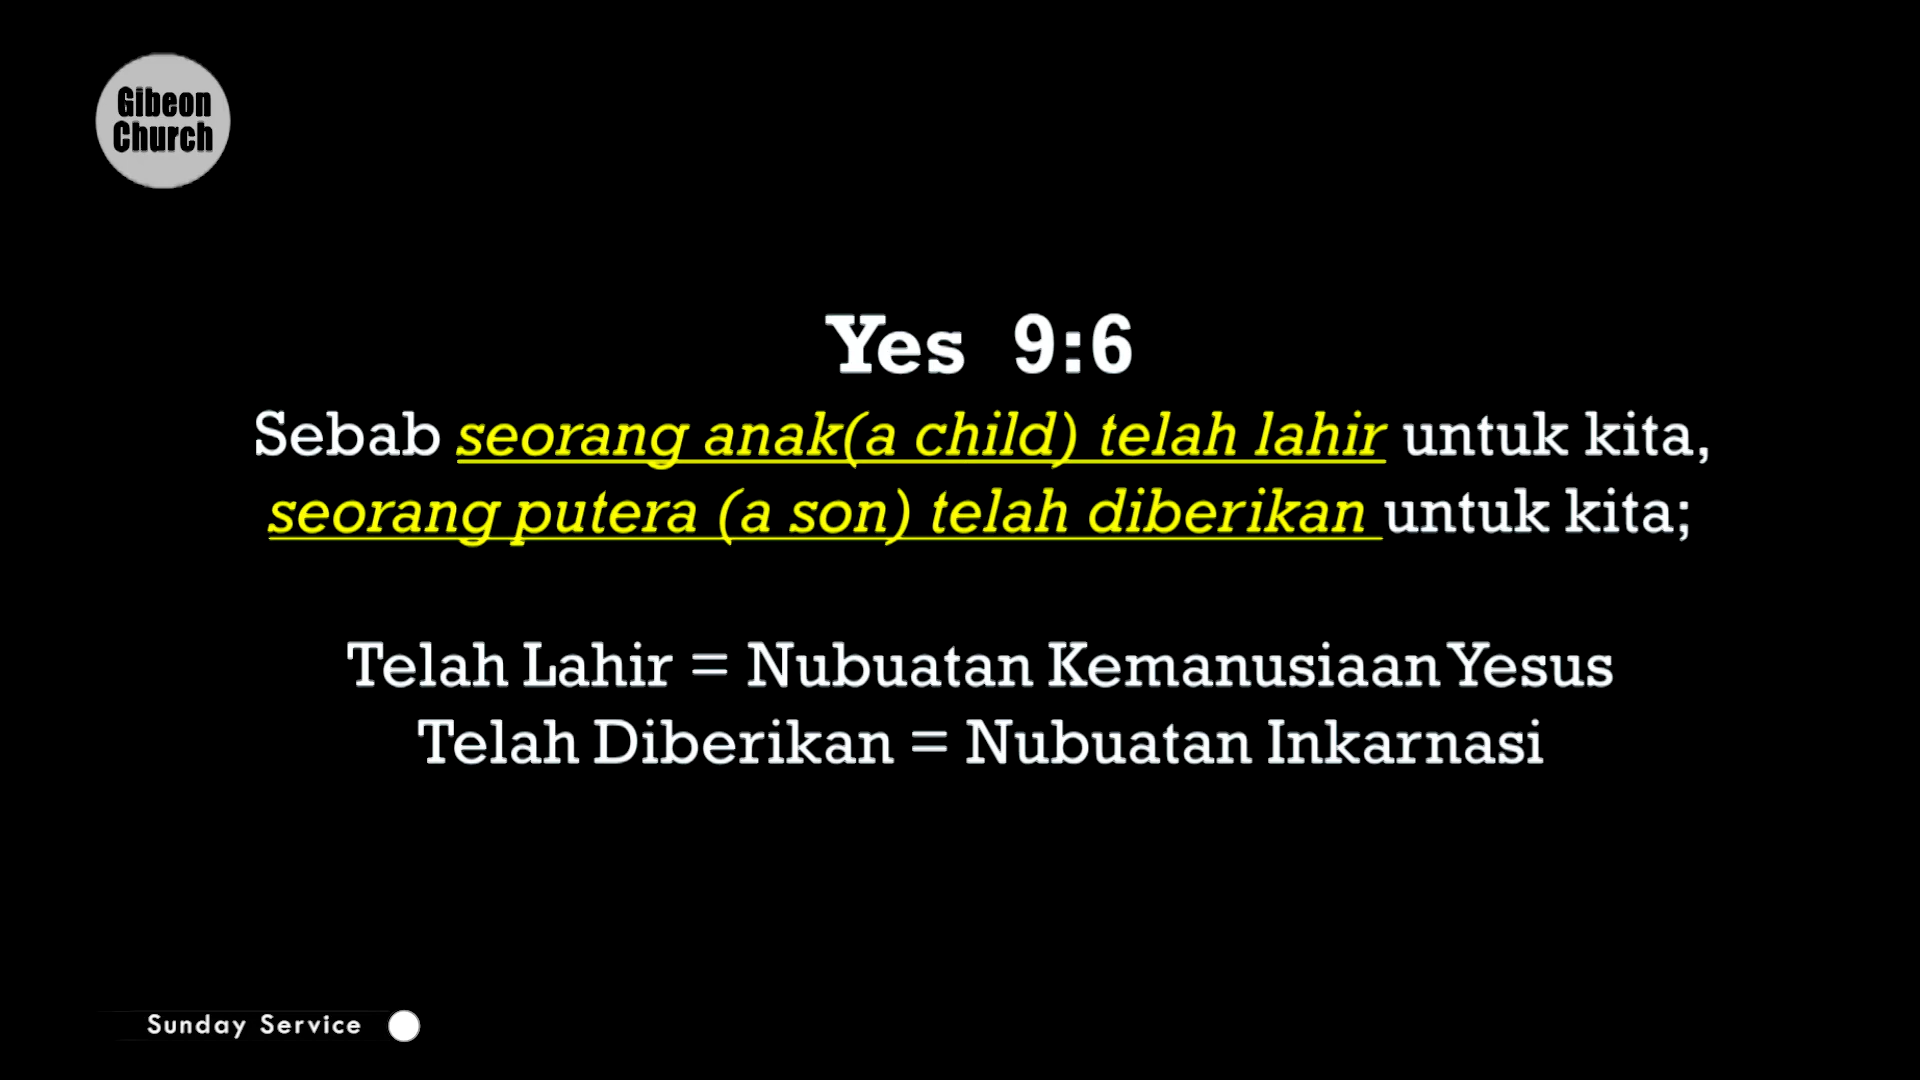 Gibeon
Church
Yes 9:6
Sebab seorang anak(a child) telah lahir untuk kita,
seorang putera (a son) telah diberikan untuk kita;
Telah Lahir = Nubuatan Kemanusiaan Yesus
Telah Diberikan = Nubuatan Inkarnasi
Sunday Service